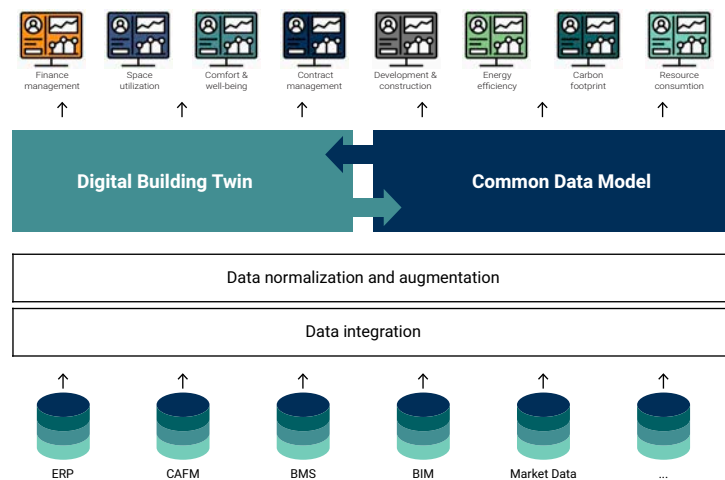 Finance
management
Space
utilization
Comfort &
well-being
Contract
management
Development &
construction
Energy
efficiency
Carbon
footprint
Resource
consumtion
Digital Building Twin
Common Data Model
Data normalization and augmentation
Data integration
ERP
CAFM
BMS
BIM
Market Data
...